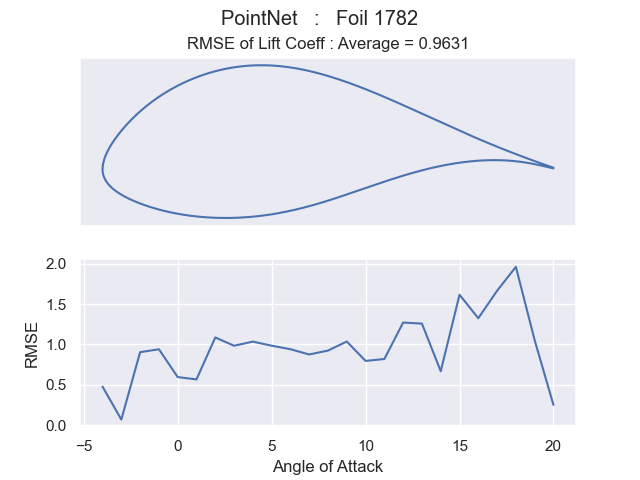 PointNet : Foil 1782
RMSE of Lift Coeff : Average = 0.9631
2.0
1.5
1.0
0.5
0.0
RMSE
−5 0 5 10 15 20
Angle of Attack